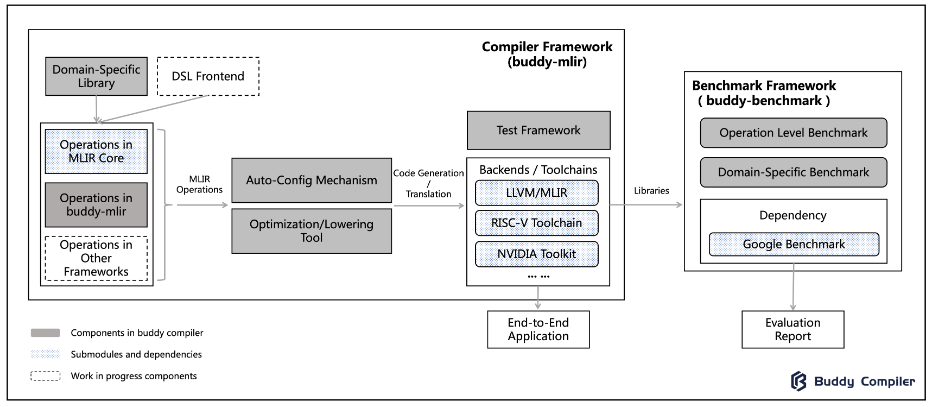 Compiler Framework
(buddy-mlir)
Domain-Specific
Library
DSL Frontend
Operations in
MLIR Core
Operations in
buddy-mlir
Operations in
Other
Frameworks
MLIR
Operations
Auto-Config Mechanism
Optimization/Lowering
Tool
Code Generation
/
Translation
Test Framework
Backends / Toolchains
LLVM/MLIR
RISC-V Toolchain
NVIDIA Toolkit
... ...
End-to-End
Application
Libraries
Benchmark Framework
( buddy-benchmark )
Operation Level Benchmark
Domain-Specific Benchmark
Dependency
Google Benchmark
Evaluation
Report
Components in buddy compiler
Submodules and dependencies
Work in progress components
Buddy Compiler